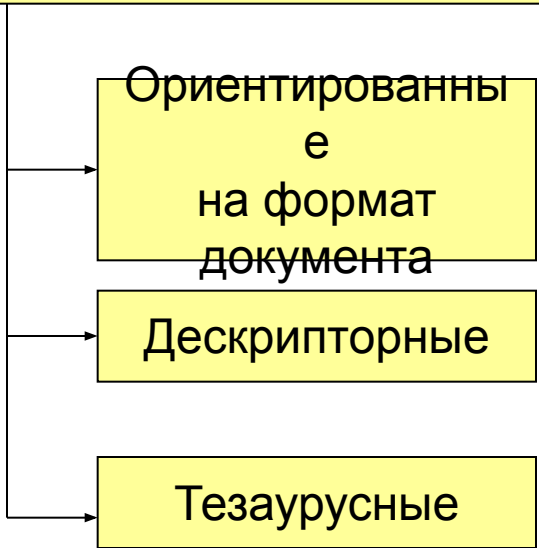 Ориентированны
е
на формат
документа
Дескрипторные
Тезаурусные